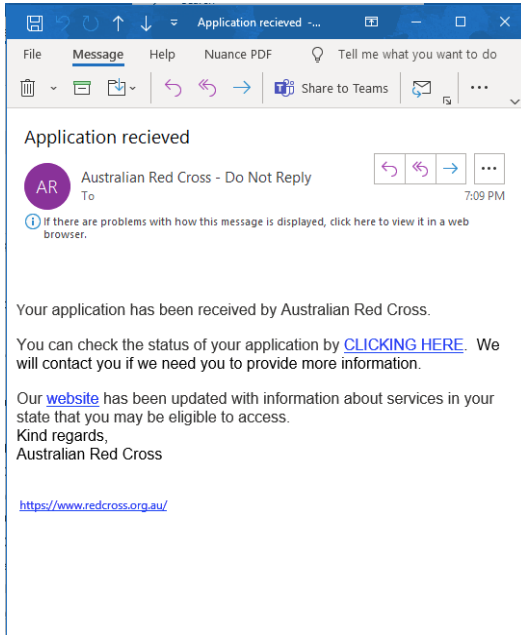 Application recieved -...
File Message Help Nuance PDF Tell me what you want to do
Share to Teams
Application recieved
AR
Australian Red Cross - Do Not Reply
To
7:09 PM
If there are problems with how this message is displayed, click here to view it in a web
browser.
Your application has been received by Australian Red Cross.
You can check the status of your application by CLICKING HERE. We
will contact you if we need you to provide more information.
Our website has been updated with information about services in your
state that you may be eligible to access.
Kind regards,
Australian Red Cross
https://www.redcross.org.au/